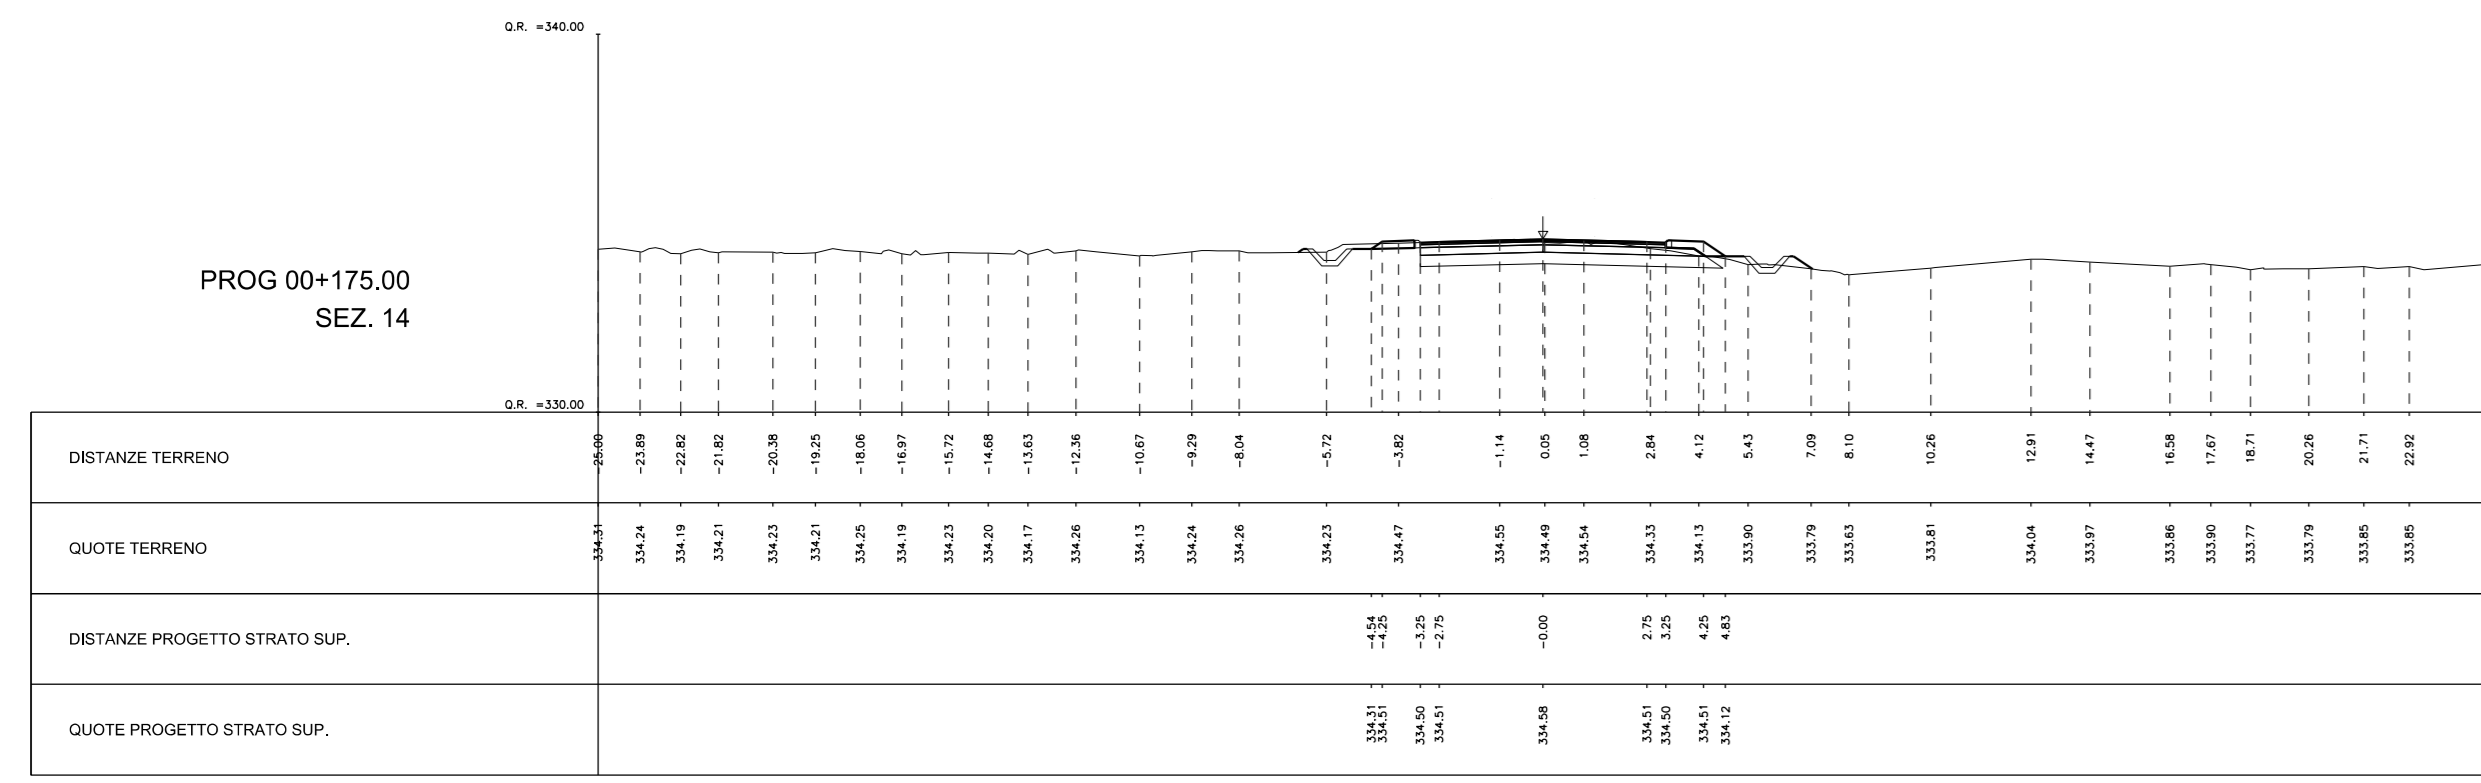 Q.R. =340.00
PROG 00+175.00
SEZ. 14
Q.R. =330.00
DISTANZE TERRENO -25.00 -23.89 -22.82 -21.82 -20.38 -19.25 -18.06 -16.97 -15.72 -14.68 -13.63 -12.36 -10.67 -9.29 -8.04 -5.72 -3.82 -1.14 0.05 1.08 2.84 4.12 5.43 7.09 8.10 10.26 12.91 14.47 16.58 17.67 18.71 20.26 21.71 22.92
QUOTE TERRENO 334.31 334.24 334.19 334.21 334.23 334.21 334.25 334.19 334.23 334.20 334.17 334.26 334.13 334.24 334.26 334.23 334.47 334.55 334.49 334.54 334.33 334.13 333.90 333.79 333.63 333.81 334.04 333.97 333.86 333.90 333.77 333.79 333.85 333.85
DISTANZE PROGETTO STRATO SUP. -4.54 -4.25 -3.25 -2.75 -0.00 2.75 3.25 4.25 4.83
QUOTE PROGETTO STRATO SUP. 334.31 334.51 334.50 334.51 334.58 334.51 334.50 334.51 334.12